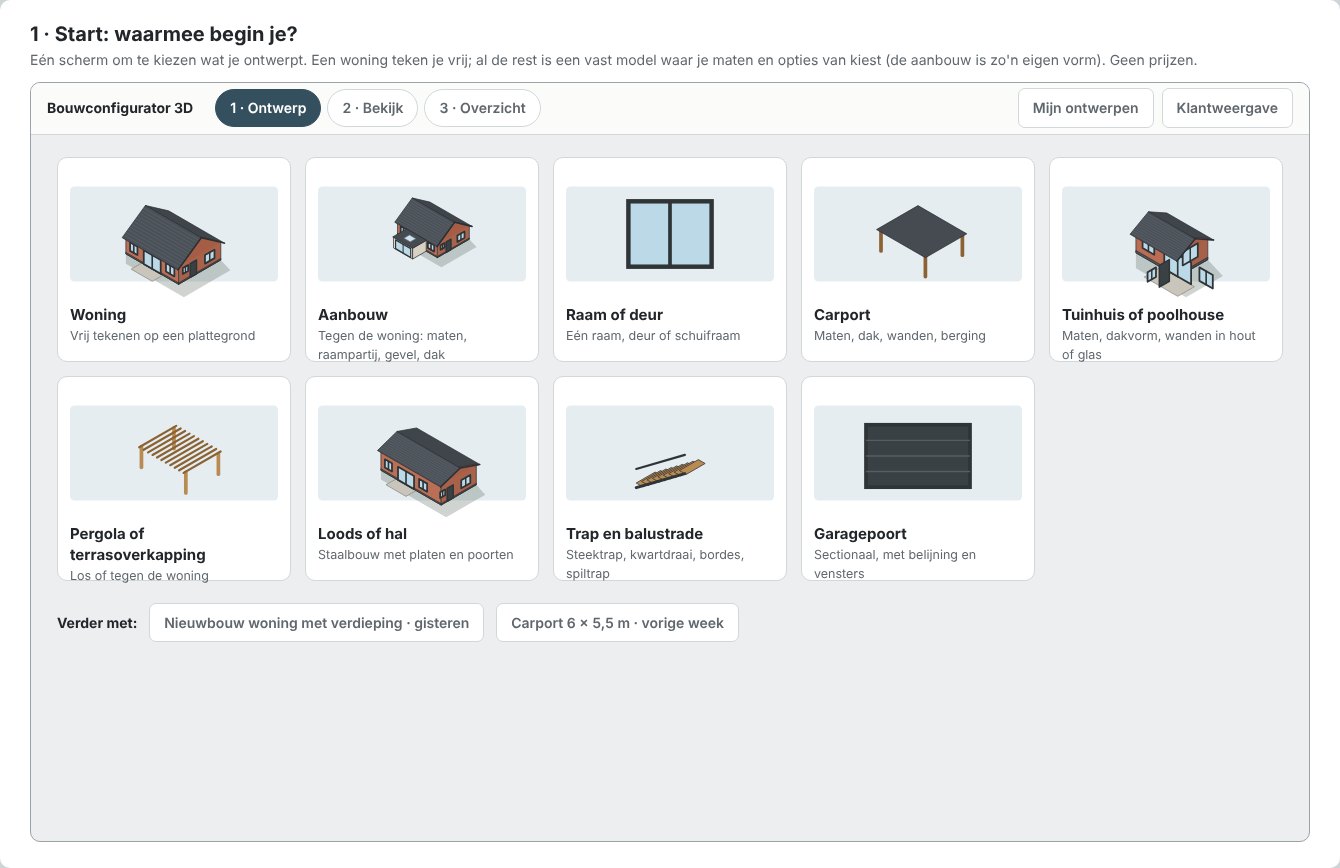 1 · Start: waarmee begin je?
Eén scherm om te kiezen wat je ontwerpt. Een woning teken je vrij; al de rest is een vast model waar je maten en opties van kiest (de aanbouw is zo'n eigen vorm). Geen prijzen.
Bouwconfigurator 3D
1 · Ontwerp
2 · Bekijk
3 · Overzicht
Mijn ontwerpen
Klantweergave
Woning
Vrij tekenen op een plattegrond
Aanbouw
Tegen de woning: maten,
raampartij, gevel, dak
Raam of deur
Eén raam, deur of schuifraam
Carport
Maten, dak, wanden, berging
Tuinhuis of poolhouse
Maten, dakvorm, wanden in hout
of glas
Pergola of
terrasoverkapping
Los of tegen de woning
Loods of hal
Staalbouw met platen en poorten
Trap en balustrade
Steektrap, kwartdraai, bordes,
spiltrap
Garagepoort
Sectionaal, met belijning en
vensters
Verder met:
Nieuwbouw woning met verdieping · gisteren
Carport 6 × 5,5 m · vorige week